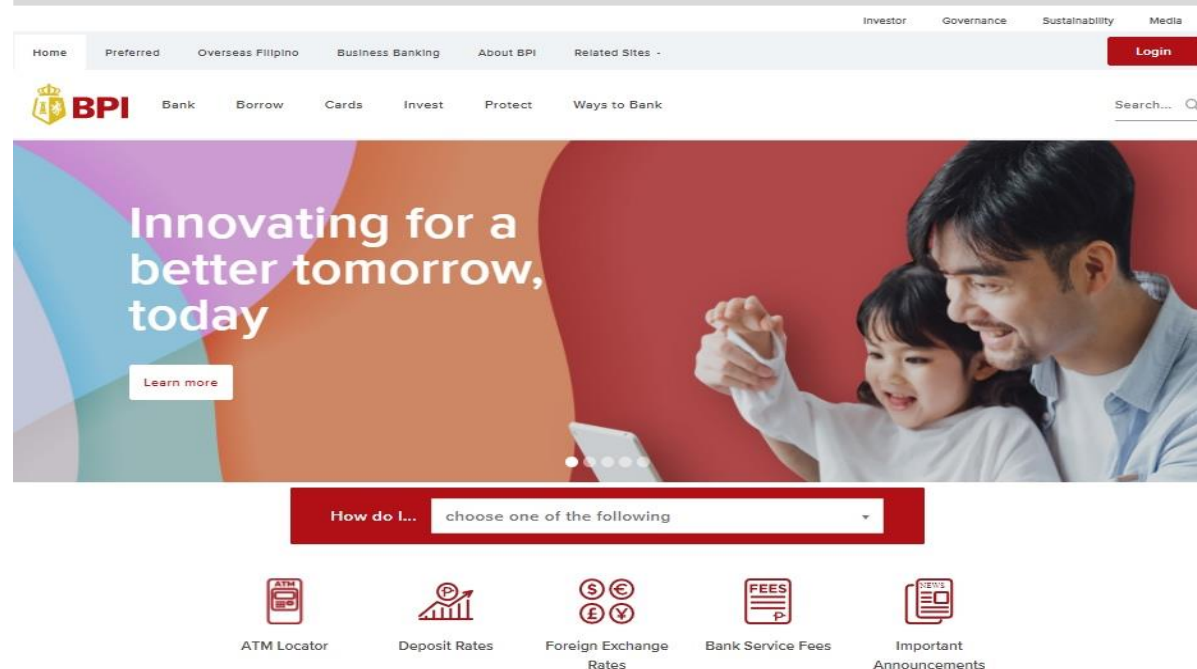 Investor Governance Sustainability Media
Home Preferred Overseas Filipino Business Banking About BPI Related Sites -
Login
BPI Bank Borrow Cards Invest Protect Ways to Bank
Search...
Innovating for a
better tomorrow,
today
Learn more
How do I... choose one of the following
ATM
FEES
NEWS
ATM Locator Deposit Rates Foreign Exchange Bank Service Fees Important
Rates Announcements